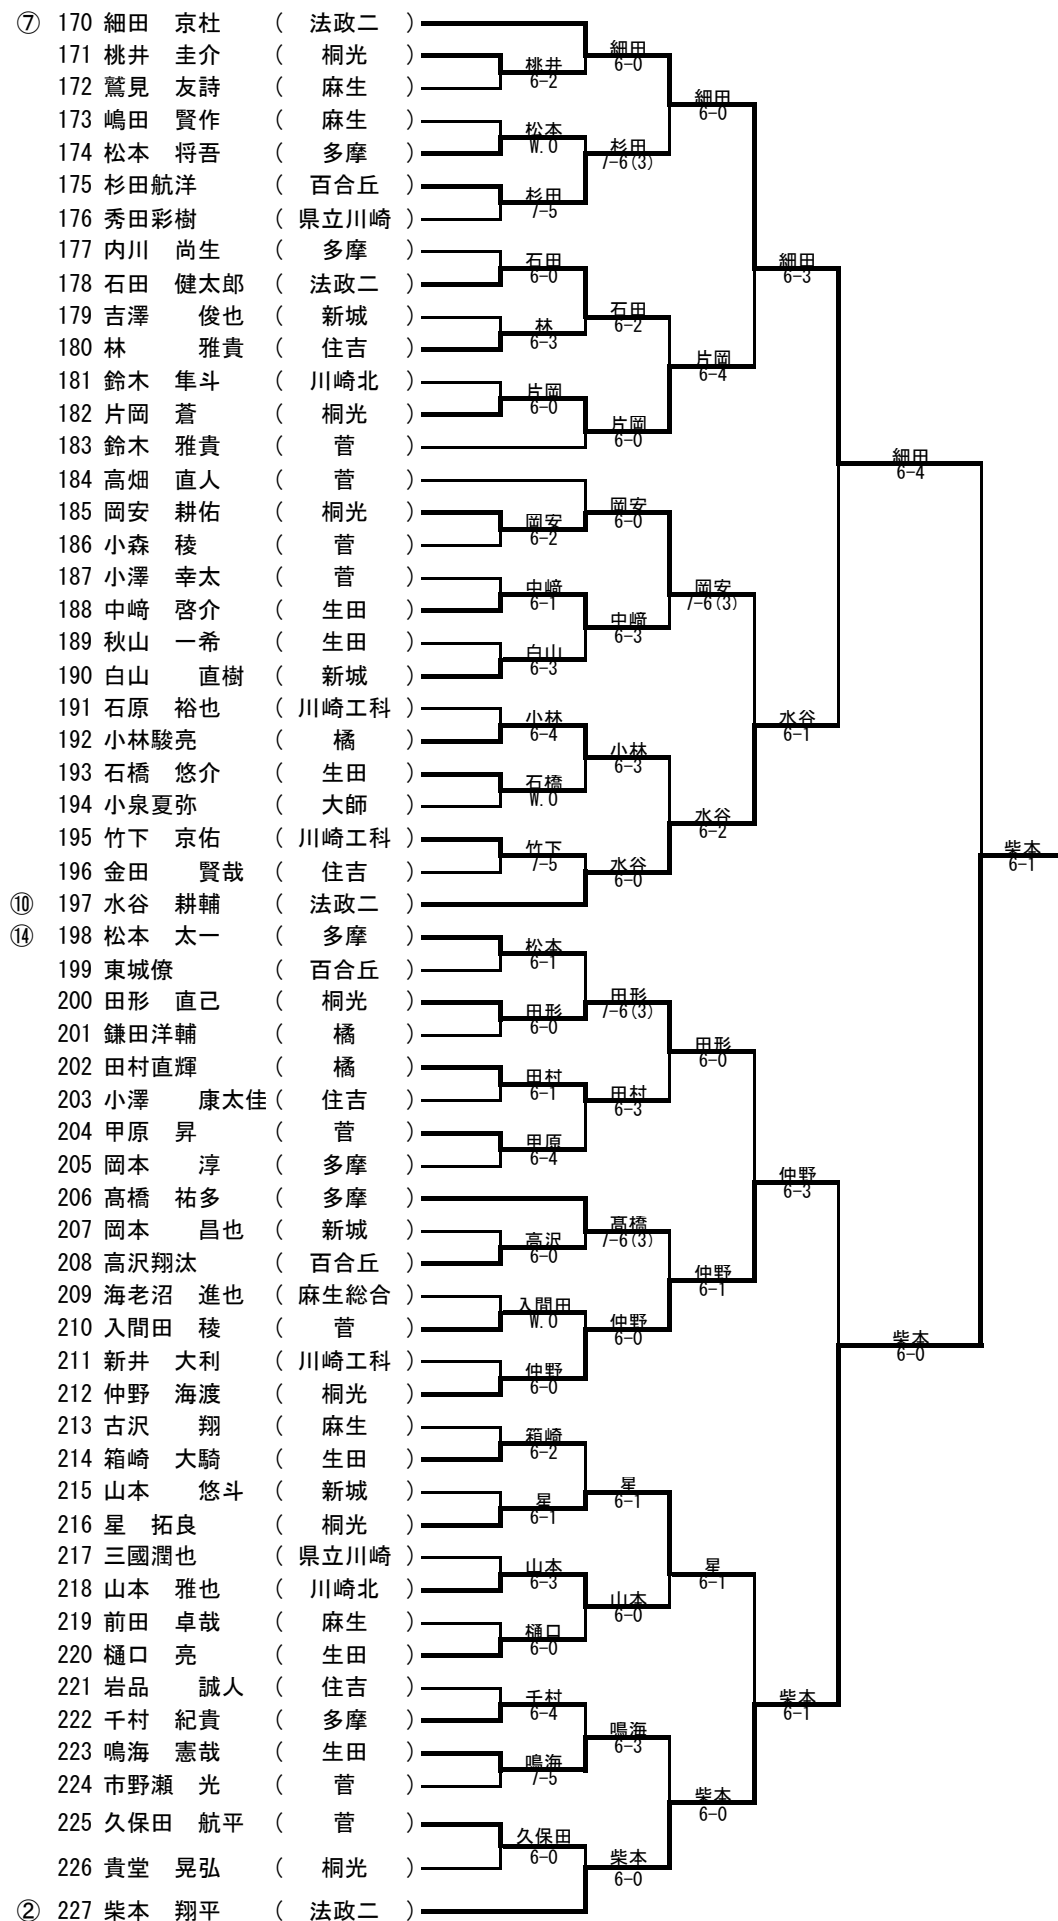 ⑦ 170 細田　京杜 （ 法政二 ）
171 桃井　圭介 （ 桐光 ）
172 鷲見　友詩 （ 麻生 ）
173 嶋田　賢作 （ 麻生 ）
174 松本　将吾 （ 多摩 ）
175 杉田航洋 （ 百合丘 ）
176 秀田彩樹 （ 県立川崎 ）
177 内川　尚生 （ 多摩 ）
178 石田　健太郎 （ 法政二 ）
179 吉澤　　俊也 （ 新城 ）
180 林　　　雅貴 （ 住吉 ）
181 鈴木　隼斗 （ 川崎北 ）
182 片岡　蒼 （ 桐光 ）
183 鈴木　雅貴 （ 菅 ）
184 高畑　直人 （ 菅 ）
185 岡安　耕佑 （ 桐光 ）
186 小森　稜 （ 菅 ）
187 小澤　幸太 （ 菅 ）
188 中﨑　啓介 （ 生田 ）
189 秋山　一希 （ 生田 ）
190 白山　　直樹 （ 新城 ）
191 石原　裕也 （ 川崎工科 ）
192 小林駿亮 （ 橘 ）
193 石橋　悠介 （ 生田 ）
194 小泉夏弥 （ 大師 ）
195 竹下　京佑 （ 川崎工科 ）
196 金田　　賢哉 （ 住吉 ）
⑩ 197 水谷　耕輔 （ 法政二 ）
⑭ 198 松本　太一 （ 多摩 ）
199 東城僚 （ 百合丘 ）
200 田形　直己 （ 桐光 ）
201 鎌田洋輔 （ 橘 ）
202 田村直輝 （ 橘 ）
203 小澤　　康太佳 （ 住吉 ）
204 甲原　昇 （ 菅 ）
205 岡本　　淳 （ 多摩 ）
206 髙橋　祐多 （ 多摩 ）
207 岡本　　昌也 （ 新城 ）
208 高沢翔汰 （ 百合丘 ）
209 海老沼　進也 （ 麻生総合 ）
210 入間田　稜 （ 菅 ）
211 新井　大利 （ 川崎工科 ）
212 仲野　海渡 （ 桐光 ）
213 古沢　　翔 （ 麻生 ）
214 箱崎　大騎 （ 生田 ）
215 山本　　悠斗 （ 新城 ）
216 星　拓良 （ 桐光 ）
217 三國潤也 （ 県立川崎 ）
218 山本　雅也 （ 川崎北 ）
219 前田　卓哉 （ 麻生 ）
220 樋口　亮 （ 生田 ）
221 岩品　　誠人 （ 住吉 ）
222 千村　紀貴 （ 多摩 ）
223 鳴海　憲哉 （ 生田 ）
224 市野瀬　光 （ 菅 ）
225 久保田　航平 （ 菅 ）
226 貴堂　晃弘 （ 桐光 ）
② 227 柴本　翔平 （ 法政二 ）
桃井
6-2
松本
W.O
杉田
7-5
石田
6-0
林
6-3
片岡
6-0
岡安
6-2
中﨑
6-1
白山
6-3
小林
6-4
石橋
W.O
竹下
7-5
松本
6-1
田形
6-0
田村
6-1
甲原
6-4
高沢
6-0
入間田
W.O
仲野
6-0
箱崎
6-2
星
6-1
山本
6-3
樋口
6-0
千村
6-4
鳴海
7-5
久保田
6-0
細田
6-0
杉田
7-6(3)
石田
6-2
片岡
6-0
岡安
6-0
中﨑
6-3
小林
6-3
水谷
6-0
田形
7-6(3)
田村
6-3
髙橋
7-6(3)
仲野
6-0
星
6-1
山本
6-0
鳴海
6-3
柴本
6-0
細田
6-0
片岡
6-4
岡安
7-6(3)
水谷
6-2
田形
6-0
仲野
6-1
星
6-1
柴本
6-0
細田
6-3
水谷
6-1
仲野
6-3
柴本
6-1
細田
6-4
柴本
6-0
柴本
6-1